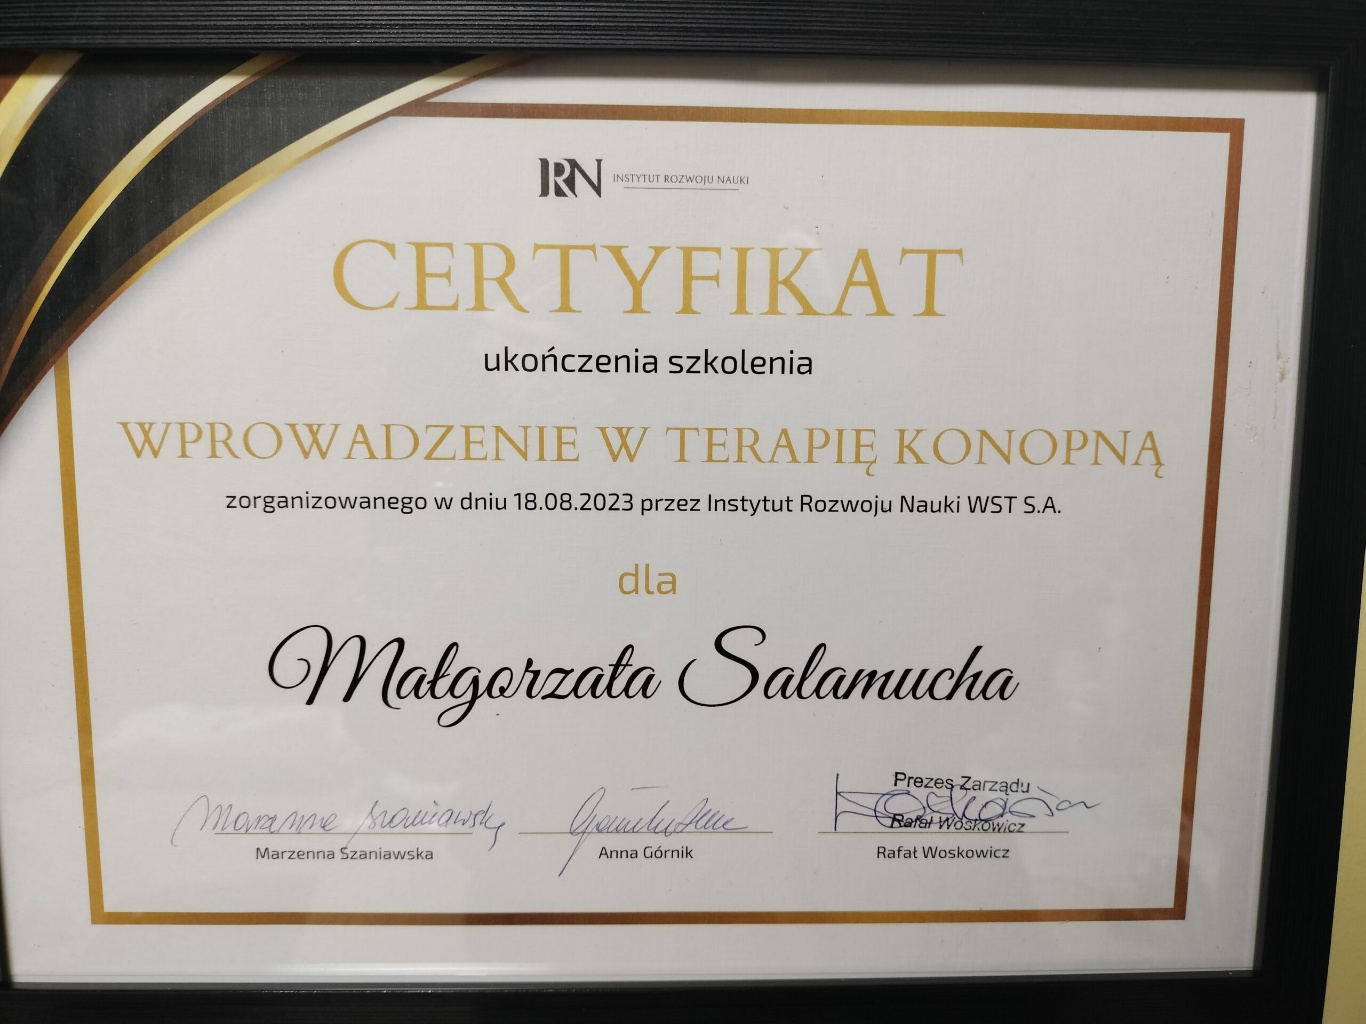 IRN INSTYTUT ROZWOJU NAUKI
CERTYFIKAT
ukończenia szkolenia
WPROWADZENIE W TERAPIĘ KONOPNĄ
zorganizowanego w dniu 18.08.2023 przez Instytut Rozwoju Nauki WST S.A.
dla
Małgorzata Salamucha
Prezes Zarządu
Rafał Woskowicz
Marzenna Szaniawska
Anna Górnik
Rafał Woskowicz